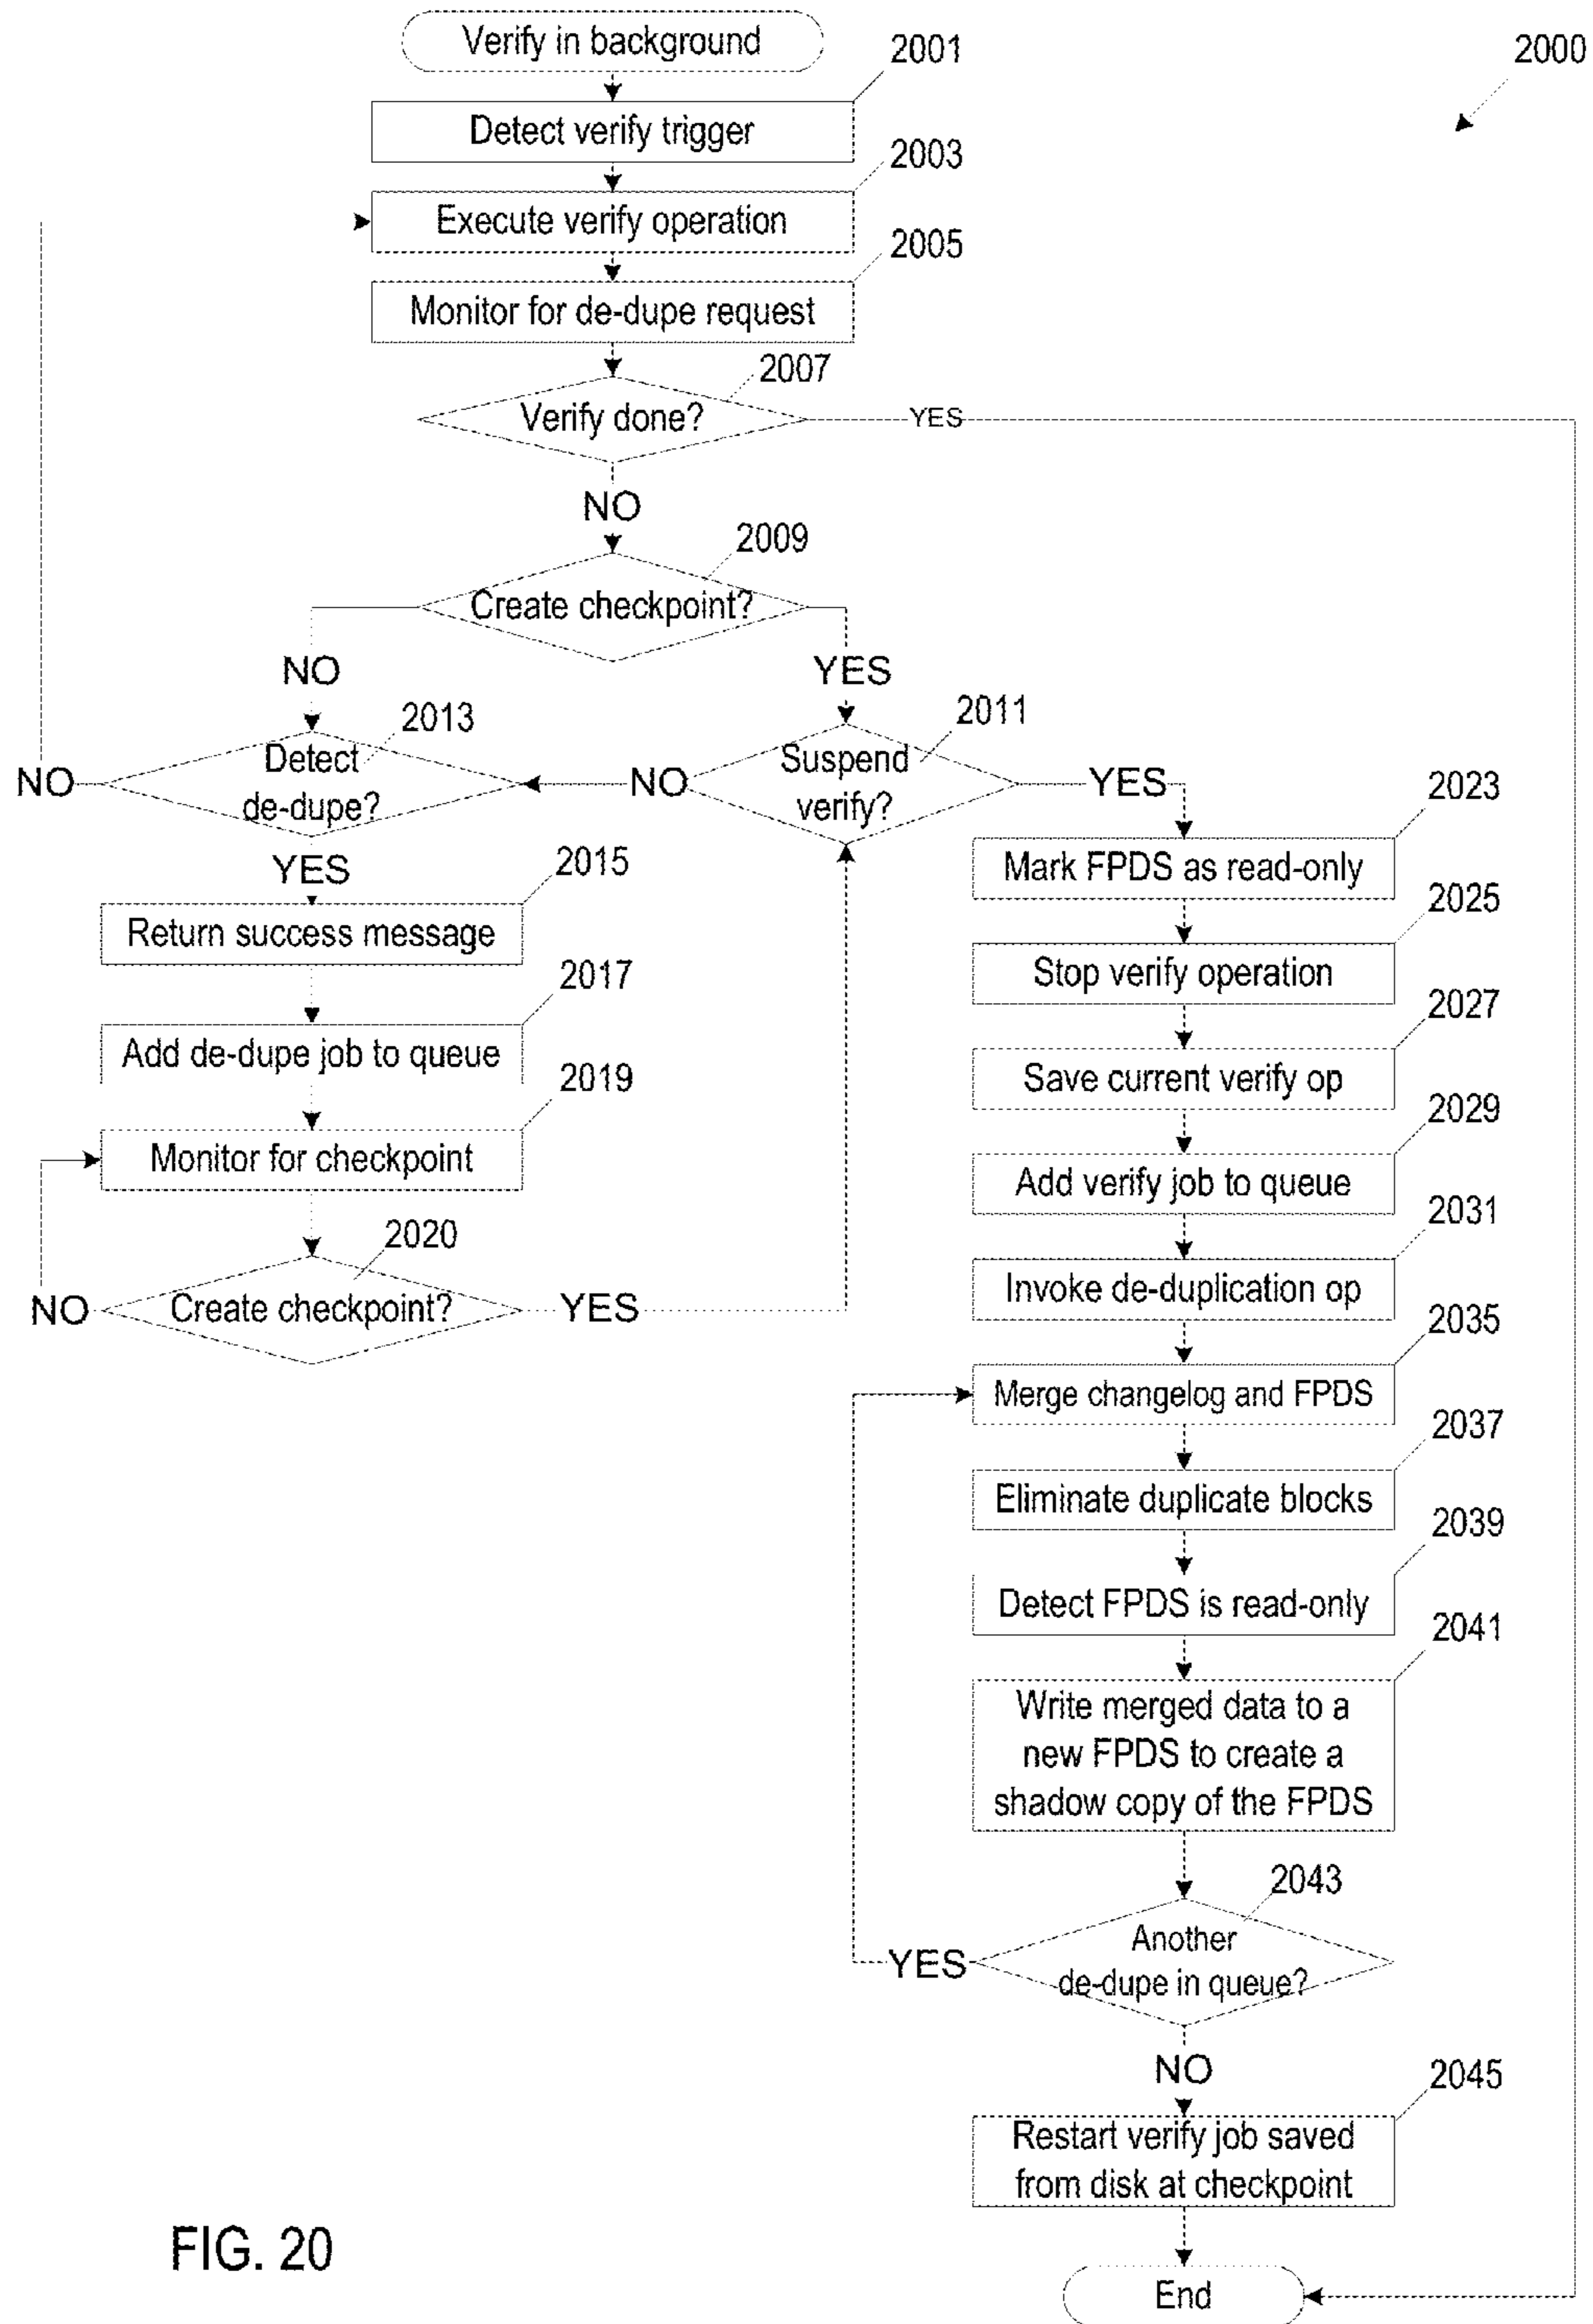 Verify in background
2001
2000
Detect verify trigger
2003
Execute verify operation
2005
Monitor for de-dupe request
2007
Verify done?
YES
NO
2009
Create checkpoint?
NO
YES
2013
2011
Detect
de-dupe?
NO
NO
Suspend
verify?
YES
2023
Mark FPDS as read-only
YES
2015
Return success message
2025
Stop verify operation
2017
Add de-dupe job to queue
2027
Save current verify op
2019
Monitor for checkpoint
2029
Add verify job to queue
2020
Create checkpoint?
NO
YES
2031
Invoke de-duplication op
2035
Merge changelog and FPDS
2037
Eliminate duplicate blocks
2039
Detect FPDS is read-only
2041
Write merged data to a
new FPDS to create a
shadow copy of the FPDS
2043
Another
de-dupe in queue?
YES
NO
2045
Restart verify job saved
from disk at checkpoint
End
FIG. 20